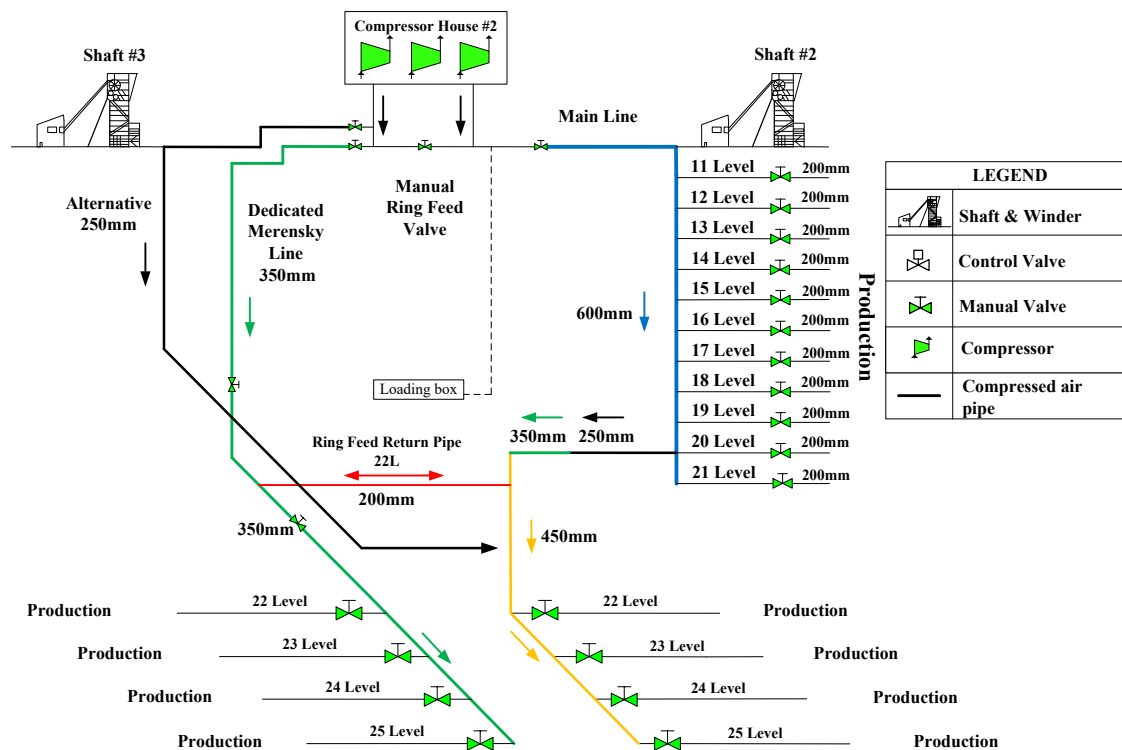 Compressor House #2
Shaft #3
Shaft #2
Main Line
Alternative
250mm
Dedicated
Merensky
Line
350mm
Manual
Ring Feed
Valve
600mm
Loading box
11 Level 200mm
12 Level 200mm
13 Level 200mm
14 Level 200mm
15 Level 200mm
16 Level 200mm
17 Level 200mm
18 Level 200mm
19 Level 200mm
20 Level 200mm
21 Level 200mm
Production
LEGEND
Shaft & Winder
Control Valve
Manual Valve
Compressor
Compressed air
pipe
350mm 250mm
Ring Feed Return Pipe
22L
200mm
350mm
450mm
Production 22 Level
Production 23 Level
Production 24 Level
Production 25 Level
22 Level Production
23 Level Production
24 Level Production
25 Level Production